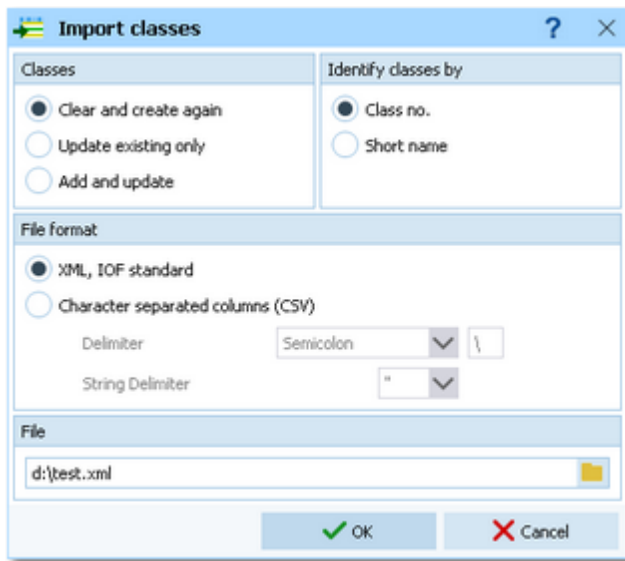 Import classes ?
Classes
Clear and create again
Update existing only
Add and update
Identify classes by
Class no.
Short name
File format
XML, IOF standard
Character separated columns (CSV)
Delimiter Semicolon \
String Delimiter "
File
d:\test.xml
OK Cancel